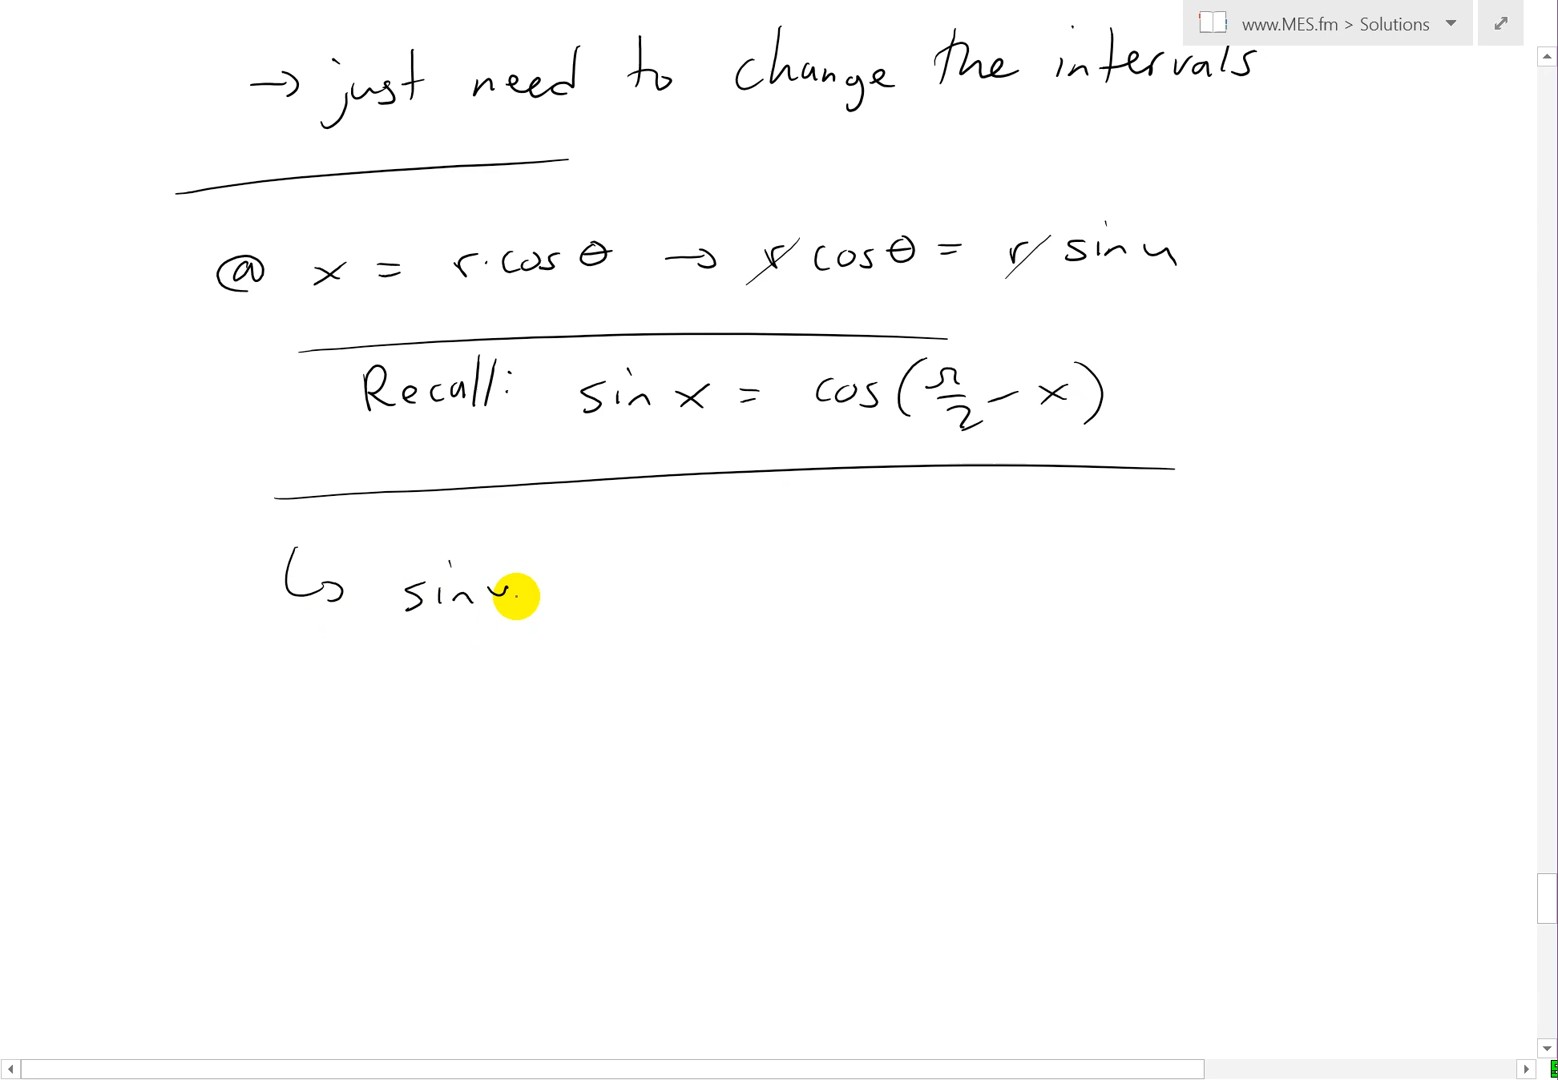 www.MES.fm > Solutions
→ just need to change the intervals
@ x = r·cos θ → r cos θ = r sin u
Recall: sin x = cos(π/2 − x)
↳ sin u